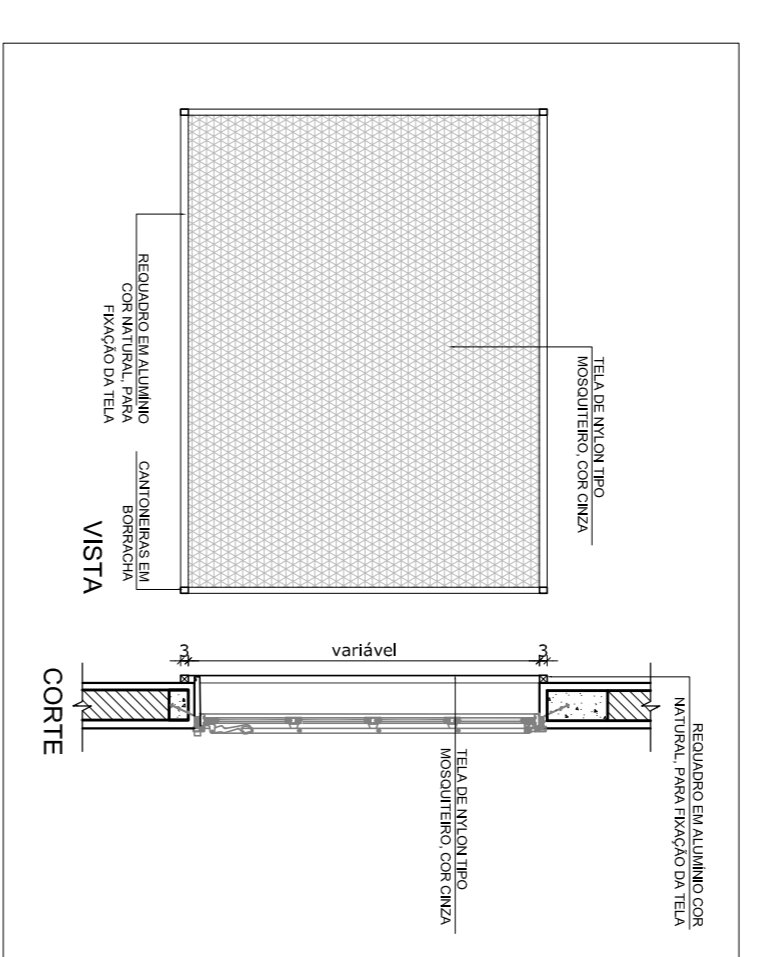 TELA DE NYLON TIPO
MOSQUITEIRO, COR CINZA
REQUADRO EM ALUMÍNIO
COR NATURAL, PARA
FIXAÇÃO DA TELA
CANTONEIRAS EM
BORRACHA
VISTA
3
variável
3
REQUADRO EM ALUMÍNIO COR
NATURAL, PARA FIXAÇÃO DA TELA
TELA DE NYLON TIPO
MOSQUITEIRO, COR CINZA
CORTE